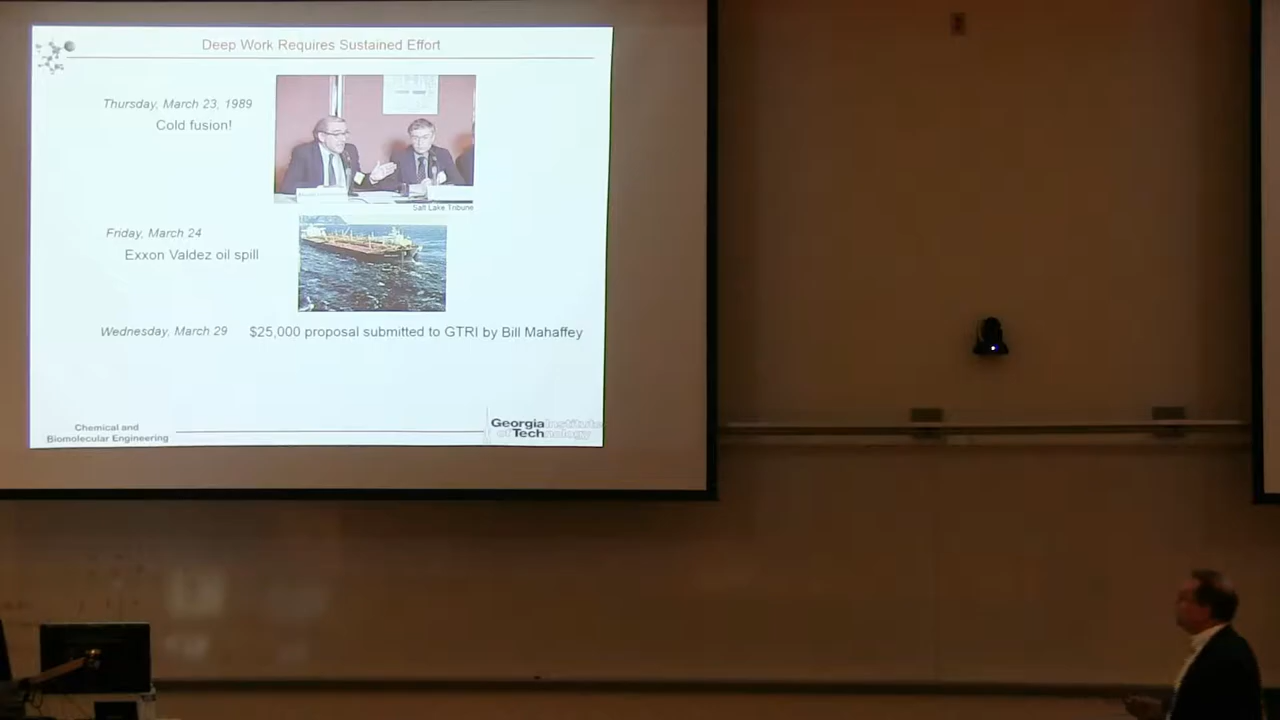 Deep Work Requires Sustained Effort
Thursday, March 23, 1989
Cold fusion!
Salt Lake Tribune
Friday, March 24
Exxon Valdez oil spill
Wednesday, March 29 $25,000 proposal submitted to GTRI by Bill Mahaffey
Chemical and
Biomolecular Engineering
Georgia Institute
of Technology